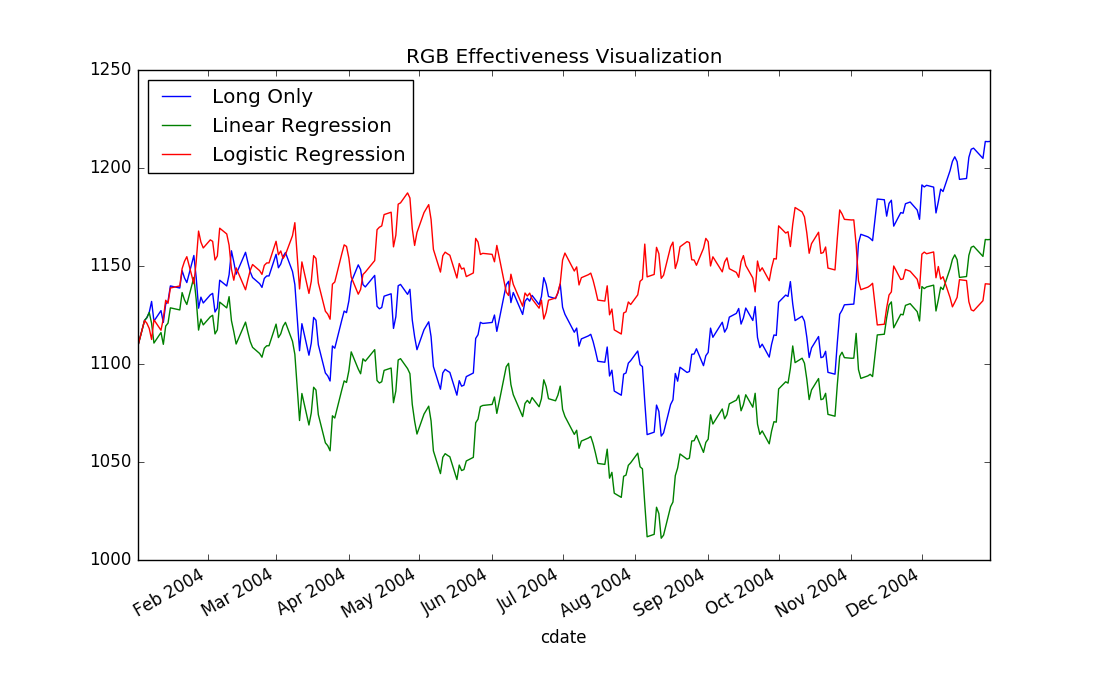 RGB Effectiveness Visualization
1250
1200
1150
1100
1050
1000
Long Only
Linear Regression
Logistic Regression
Feb 2004
Mar 2004
Apr 2004
May 2004
Jun 2004
Jul 2004
Aug 2004
Sep 2004
Oct 2004
Nov 2004
Dec 2004
cdate